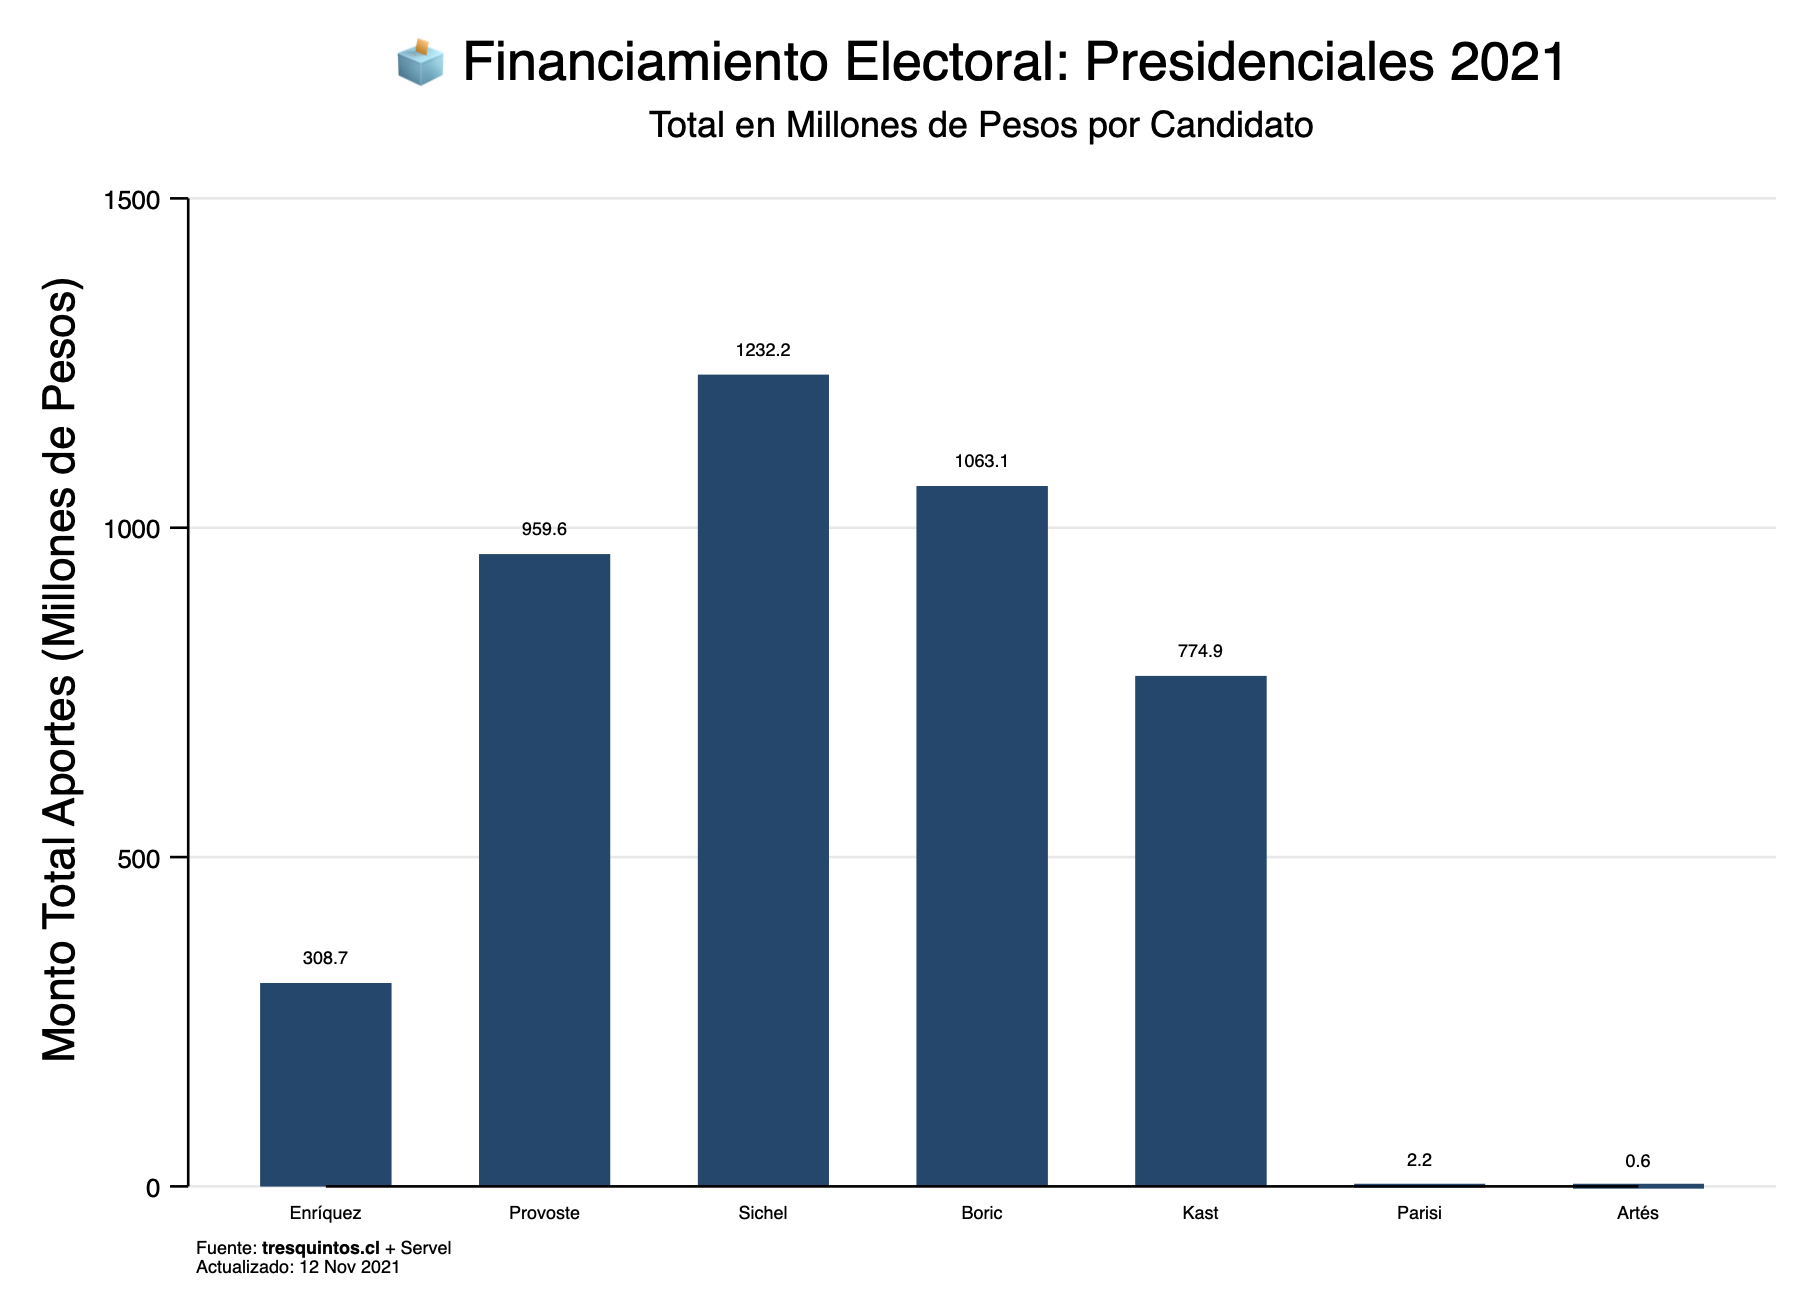 Financiamiento Electoral: Presidenciales 2021
Total en Millones de Pesos por Candidato
Monto Total Aportes (Millones de Pesos)
1500
1000
500
0
308.7
959.6
1232.2
1063.1
774.9
2.2
0.6
Enríquez
Provoste
Sichel
Boric
Kast
Parisi
Artés
Fuente: tresquintos.cl + Servel
Actualizado: 12 Nov 2021